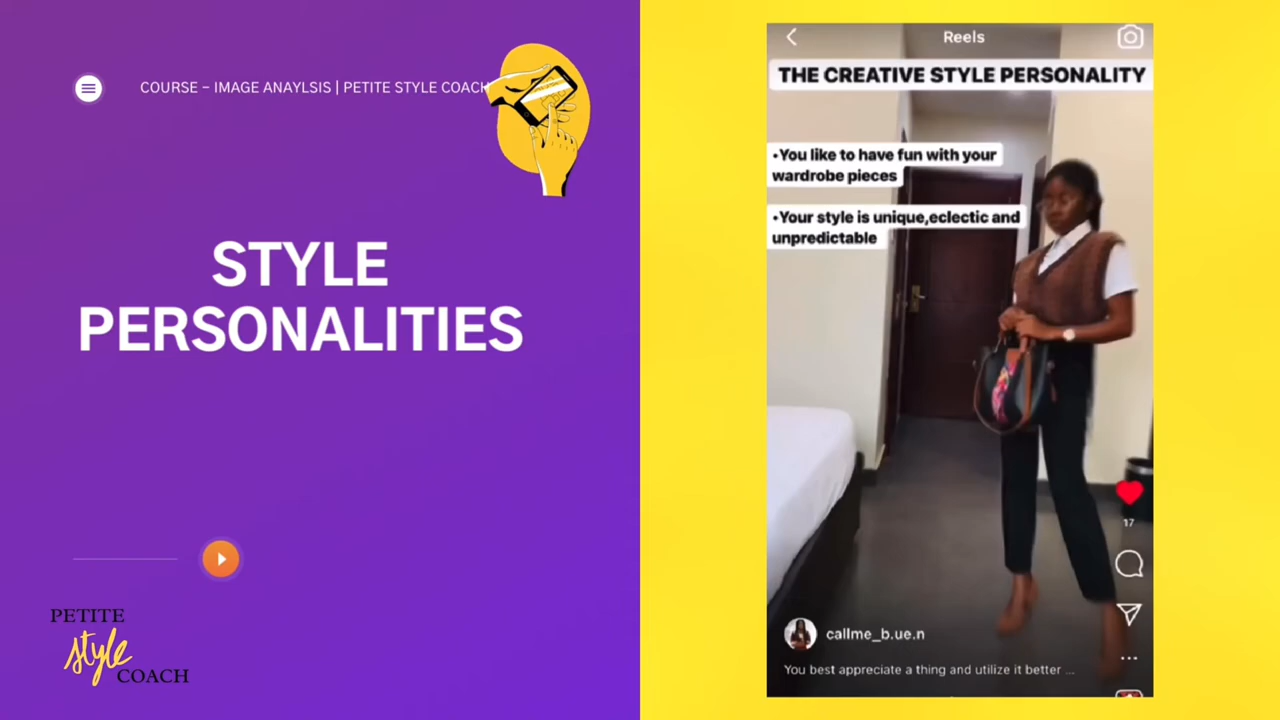 COURSE – IMAGE ANAYLSIS | PETITE STYLE COACH
STYLE
PERSONALITIES
PETITE
style
COACH
Reels
THE CREATIVE STYLE PERSONALITY
•You like to have fun with your
wardrobe pieces
•Your style is unique,eclectic and
unpredictable
17
callme_b.ue.n
You best appreciate a thing and utilize it better ...